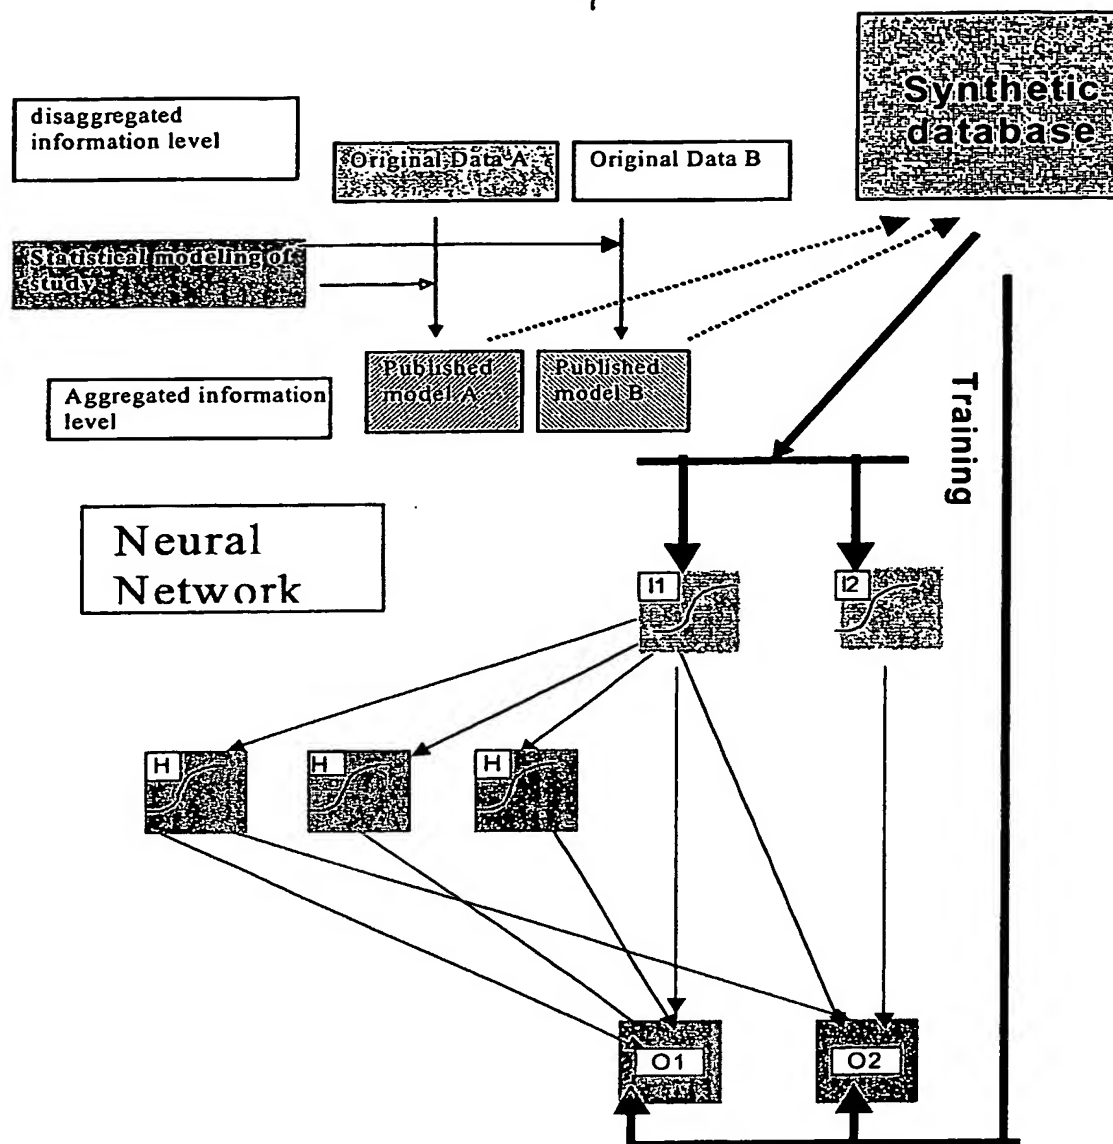 Synthetic
database
disaggregated
information level
Original Data A
Original Data B
Statistical modeling of
study
Published
model A
Published
model B
Aggregated information
level
Training
Neural
Network
I1
I2
H
H
H
O1
O2